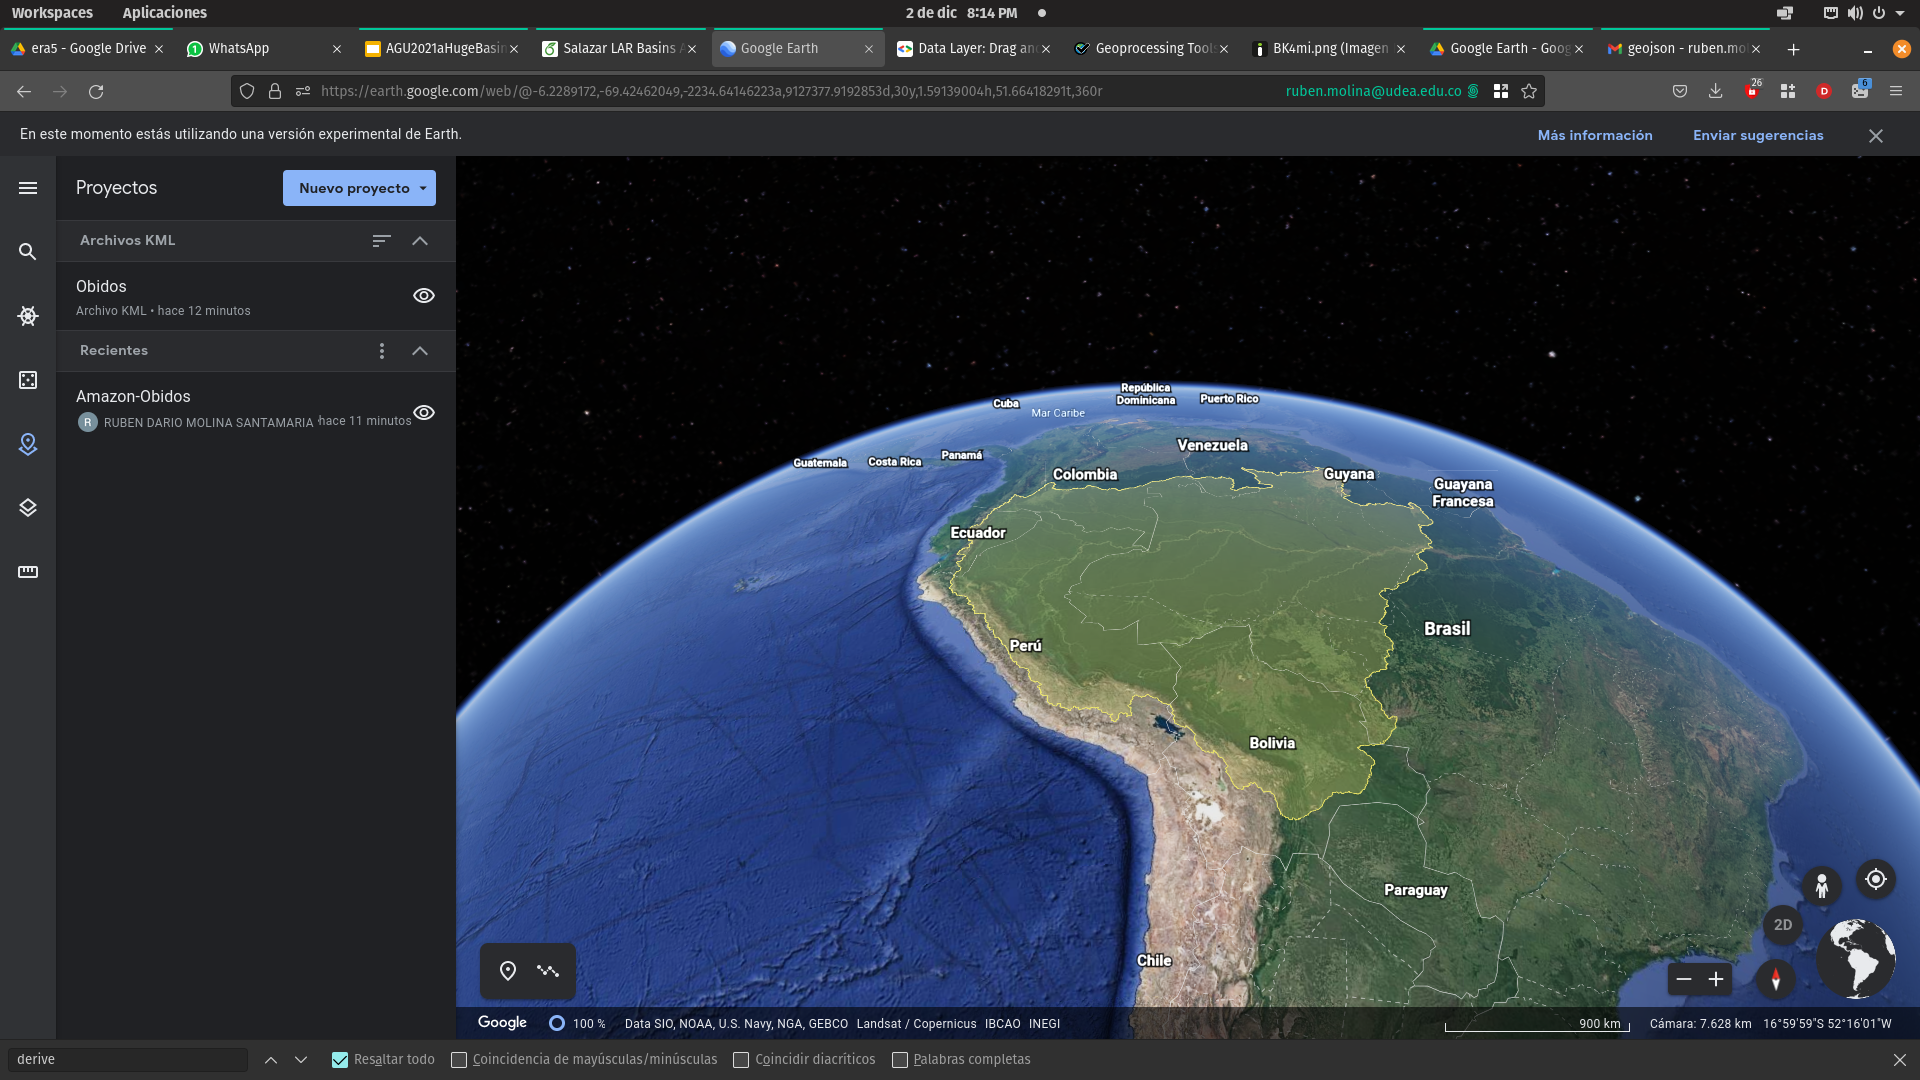 Workspaces Aplicaciones 2 de dic 8:14 PM
era5 - Google Drive WhatsApp AGU2021aHugeBasin Salazar LAR Basins A Google Earth Data Layer: Drag an Geoprocessing Tools BK4mi.png (Imagen Google Earth - Goog geojson - ruben.mol
https://earth.google.com/web/@-6.2289172,-69.42462049,-2234.64146223a,9127377.9192853d,30y,1.59139004h,51.66418291t,360r ruben.molina@udea.edu.co 26 6
En este momento estás utilizando una versión experimental de Earth. Más información Enviar sugerencias
Proyectos Nuevo proyecto
Archivos KML
Obidos
Archivo KML • hace 12 minutos
Recientes
Amazon-Obidos
R RUBEN DARIO MOLINA SANTAMARIA hace 11 minutos
República Dominicana
Puerto Rico
Cuba
Mar Caribe
Venezuela
Guatemala
Costa Rica
Panamá
Colombia
Guyana
Guayana Francesa
Ecuador
Brasil
Perú
Bolivia
Paraguay
Chile
2D
Google 100 % Data SIO, NOAA, U.S. Navy, NGA, GEBCO Landsat / Copernicus IBCAO INEGI 900 km Cámara: 7.628 km 16°59'59"S 52°16'01"W
derive Resaltar todo Coincidencia de mayúsculas/minúsculas Coincidir diacríticos Palabras completas